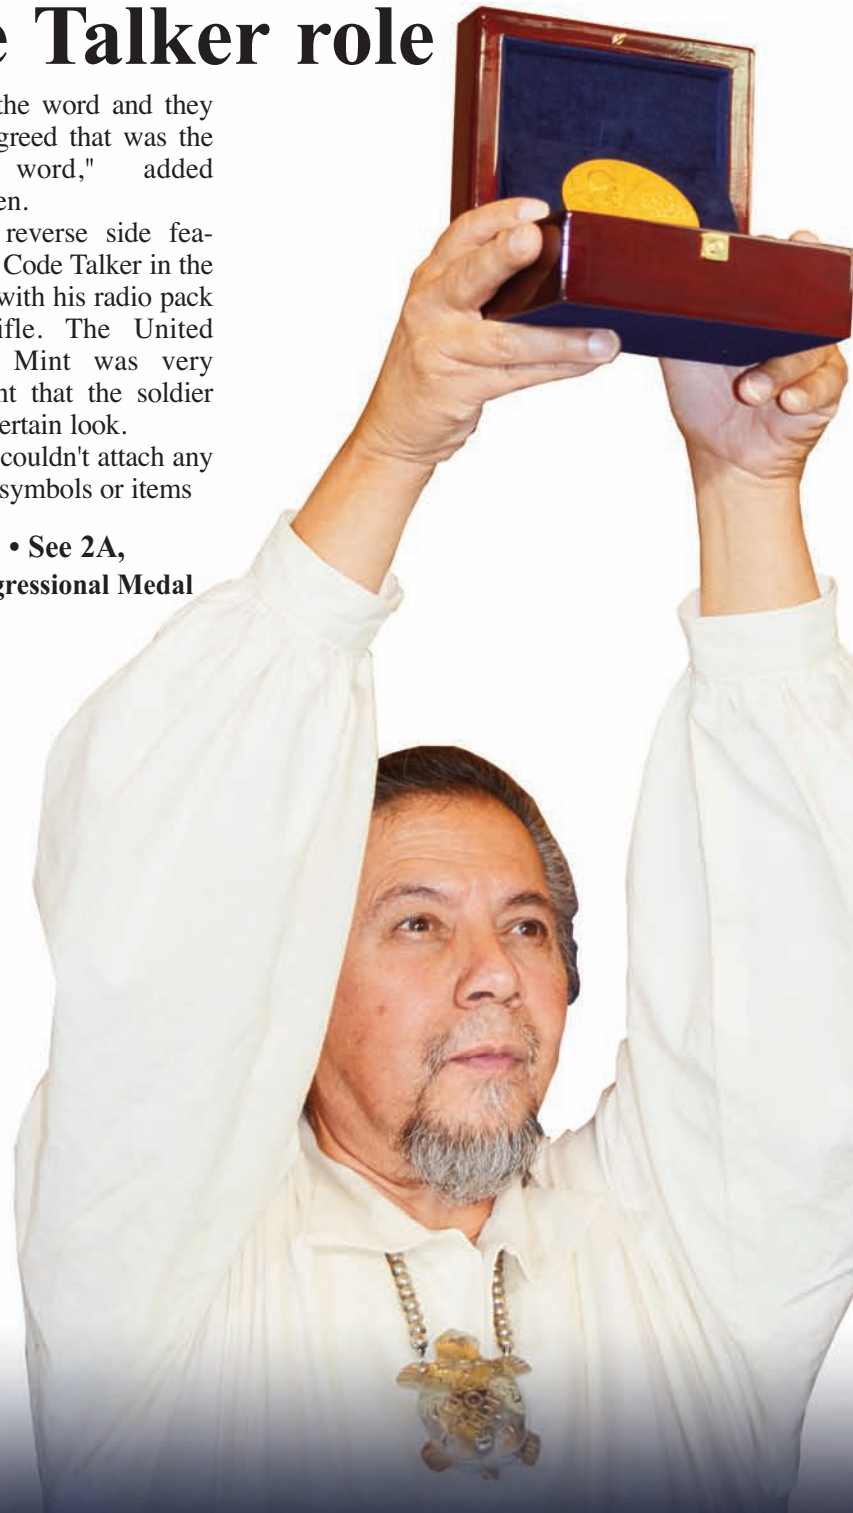 e Talker role
the word and they
greed that was the
word," added
en.
reverse side fea-
Code Talker in the
with his radio pack
ifle. The United
Mint was very
nt that the soldier
ertain look.
couldn't attach any
symbols or items
• See 2A,
gressional Medal